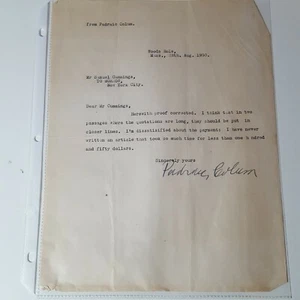 from Padraic Colum.
Woods Hole,
Mass., Aug.
Mr Cummings,
New York City.
Dear Mr Cummings,
Herewith proof corrected. I think that in two
passages where the quotations are long, they should be put in
closer lines. I'm dissatisfied about the payment: I have never
written an article that took so much time for less than one hundred
and fifty dollars.
Sincerely yours
Padraic Colum